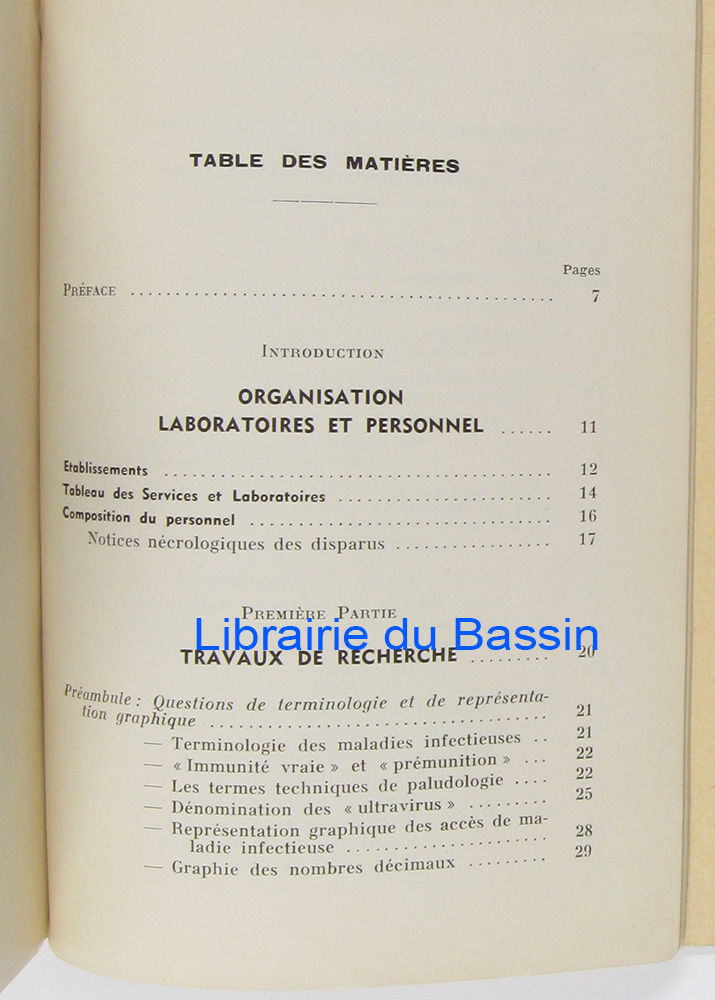 TABLE DES MATIÈRES
Pages
PRÉFACE ............................................... 7
INTRODUCTION
ORGANISATION
LABORATOIRES ET PERSONNEL ...... 11
Etablissements ........................................... 12
Tableau des Services et Laboratoires ........................ 14
Composition du personnel .................................. 16
Notices nécrologiques des disparus ................. 17
PREMIÈRE PARTIE
Librairie du Bassin
TRAVAUX DE RECHERCHE ......... 20
Préambule : Questions de terminologie et de représenta-
tion graphique ..................................... 21
— Terminologie des maladies infectieuses .. 21
— « Immunité vraie » et « prémunition » ... 22
— Les termes techniques de paludologie .... 22
— Dénomination des « ultravirus » ......... 25
— Représentation graphique des accès de ma-
ladie infectieuse ...................... 28
— Graphie des nombres décimaux ......... 29